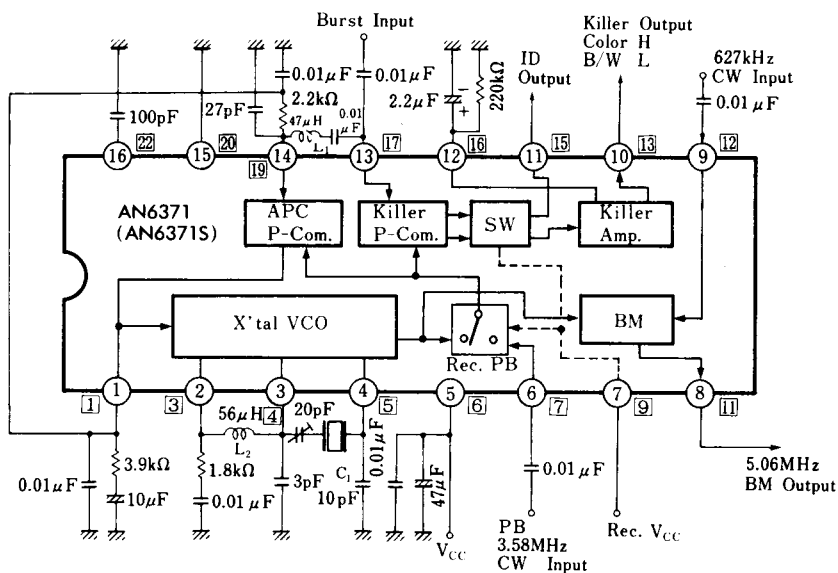 Burst Input
Killer Output
Color H
B/W L
ID
Output
627kHz
CW Input
0.01μF
0.01μF
0.01μF
100pF
27pF
2.2kΩ
47μH
L₁
0.01
μF
2.2μF
+
220kΩ
22
20
19
17
16
15
13
12
16
15
14
13
12
11
10
9
AN6371
(AN6371S)
APC
P-Com.
Killer
P-Com.
SW
Killer
Amp.
X'tal VCO
Rec. PB
BM
1
2
3
4
5
6
7
8
1
3
4
5
6
7
9
11
56μH
L₂
20pF
0.01μF
3.9kΩ
10μF
1.8kΩ
0.01μF
3pF
C₁
10pF
0.01μF
47μF
VCC
0.01μF
PB
3.58MHz
CW Input
Rec. VCC
5.06MHz
BM Output